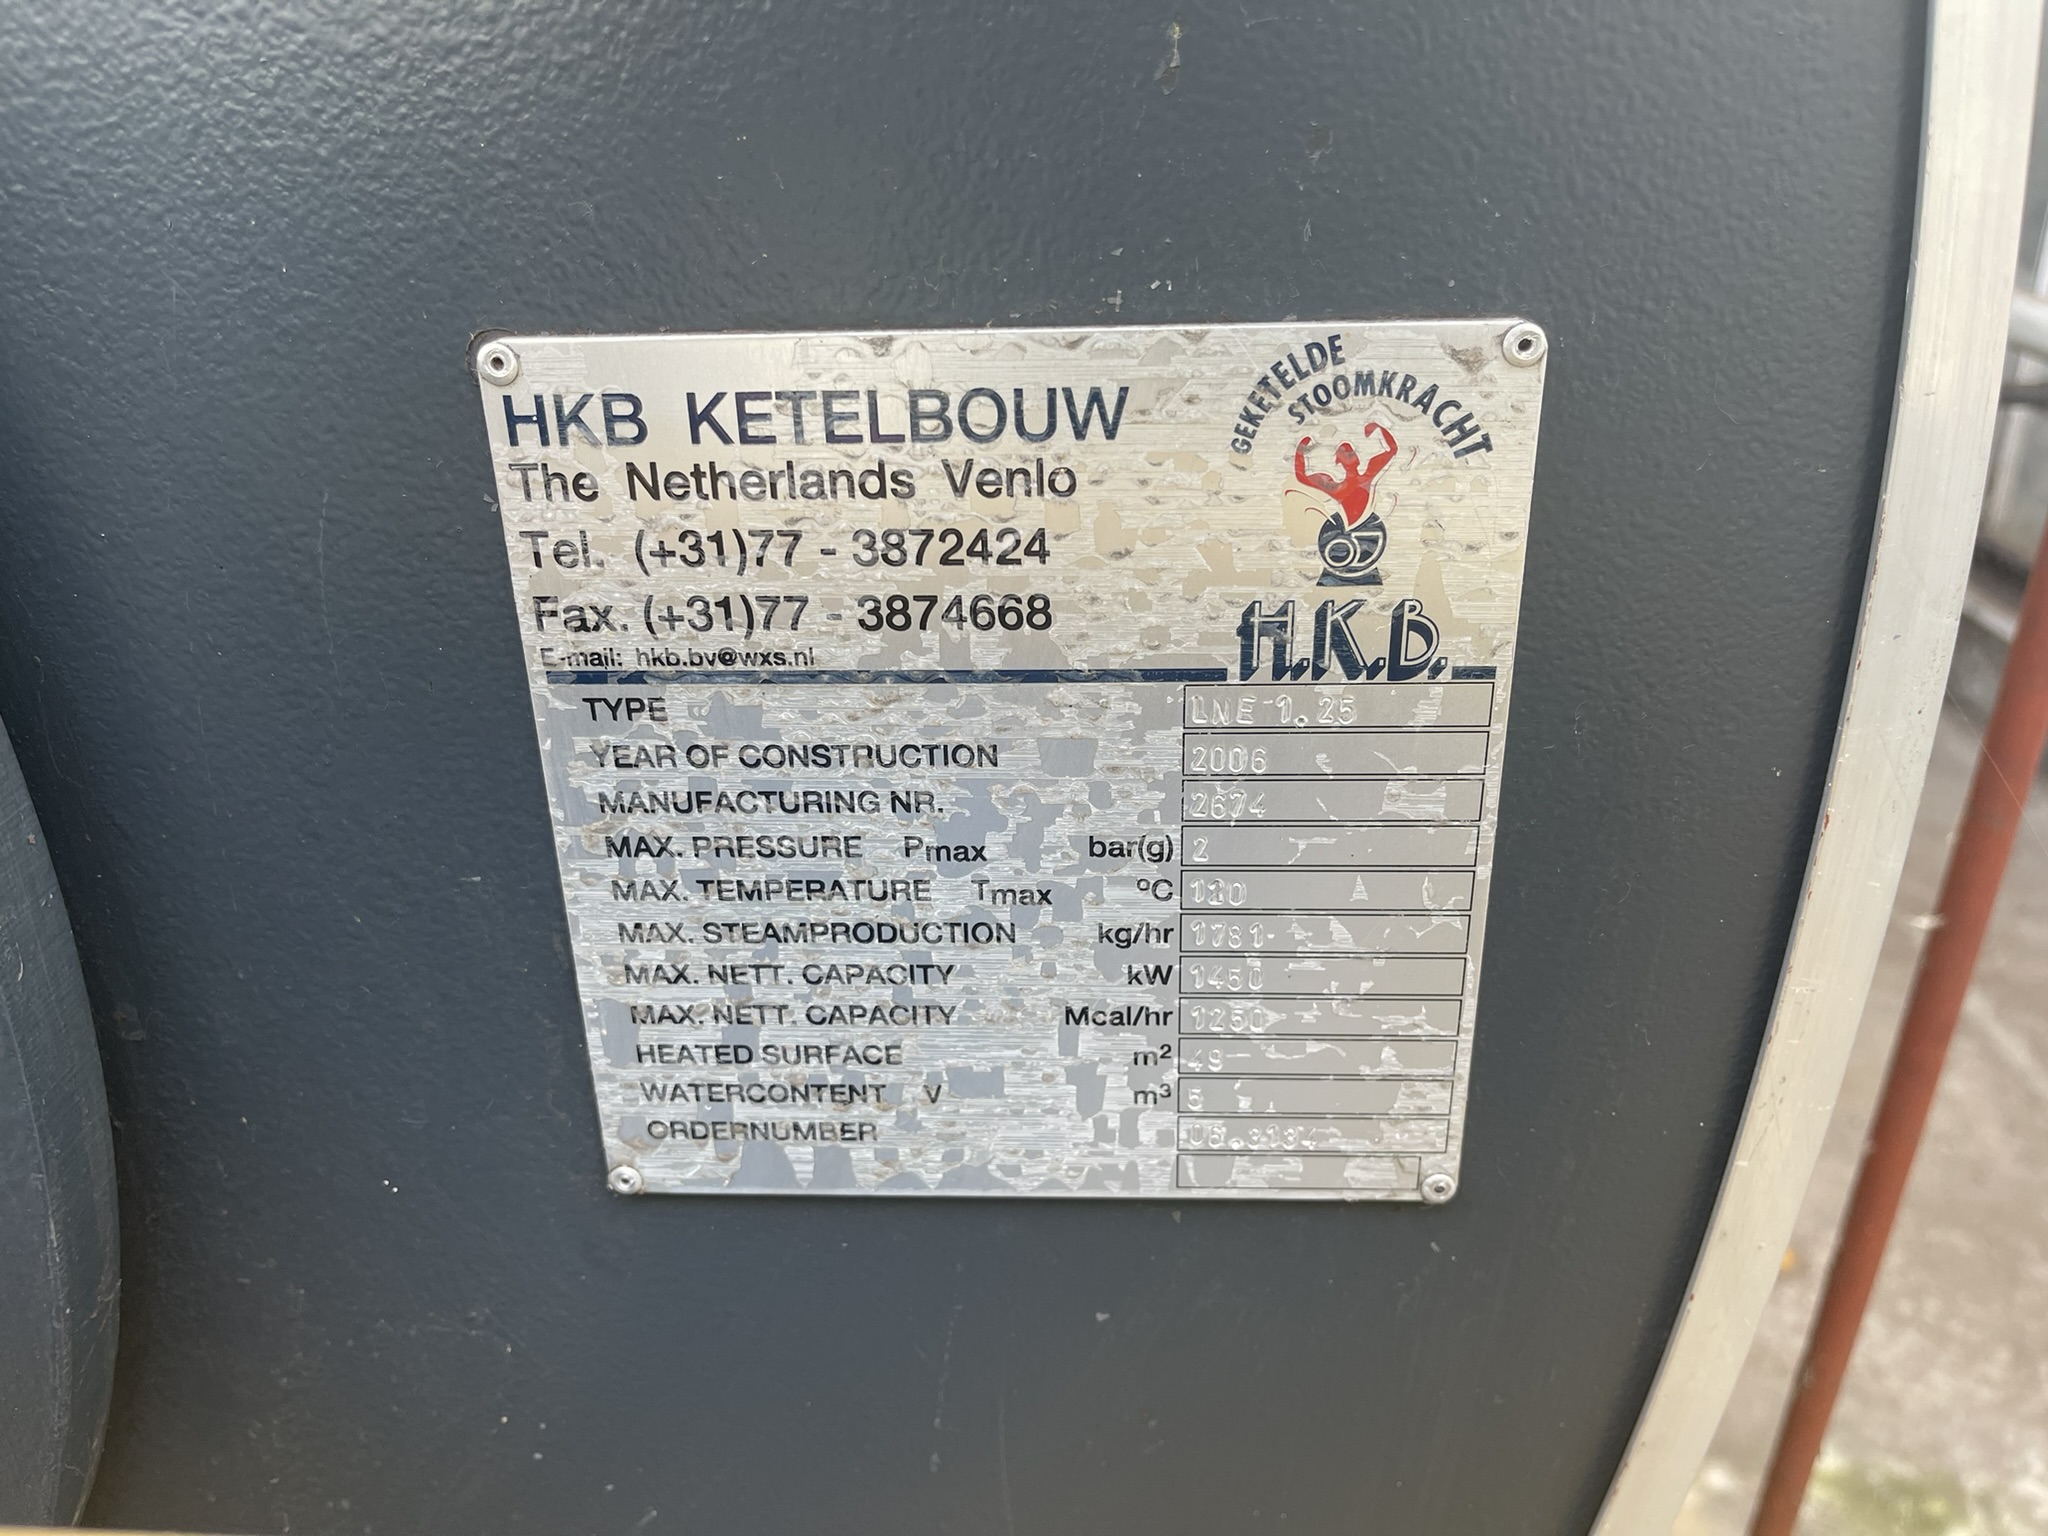 HKB KETELBOUW
The Netherlands Venlo
Tel. (+31)77 - 3872424
Fax. (+31)77 - 3874668
E-mail: hkb.bv@wxs.nl
GEKETELDE
STOOMKRACHT
H.K.B.
TYPE LNE 1.25
YEAR OF CONSTRUCTION 2006
MANUFACTURING NR. 2674
MAX. PRESSURE Pmax bar(g) 2
MAX. TEMPERATURE Tmax ºC
MAX. STEAMPRODUCTION kg/hr 1781
MAX. NETT. CAPACITY kW 1450
MAX. NETT. CAPACITY Mcal/hr 1250
HEATED SURFACE m²
WATERCONTENT V m³ 5
ORDERNUMBER